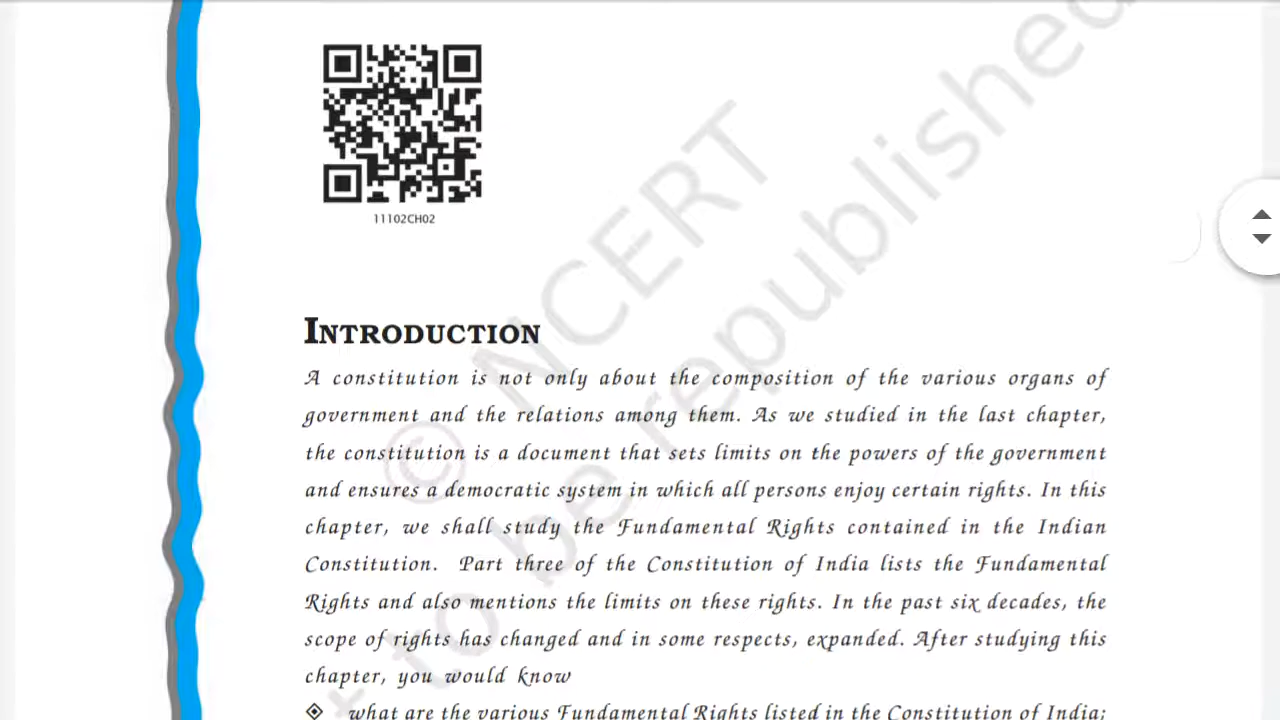 11102CH02
© NCERT
to be republished
INTRODUCTION
A constitution is not only about the composition of the various organs of
government and the relations among them. As we studied in the last chapter,
the constitution is a document that sets limits on the powers of the government
and ensures a democratic system in which all persons enjoy certain rights. In this
chapter, we shall study the Fundamental Rights contained in the Indian
Constitution. Part three of the Constitution of India lists the Fundamental
Rights and also mentions the limits on these rights. In the past six decades, the
scope of rights has changed and in some respects, expanded. After studying this
chapter, you would know
what are the various Fundamental Rights listed in the Constitution of India;